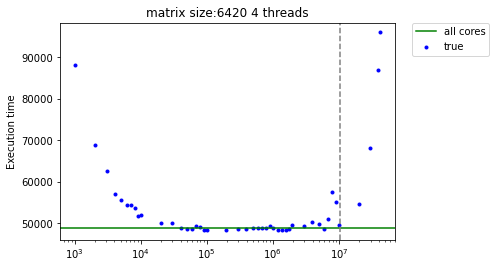 matrix size:6420 4 threads
all cores
true
Execution time
90000
80000
70000
60000
50000
10³ 10⁴ 10⁵ 10⁶ 10⁷